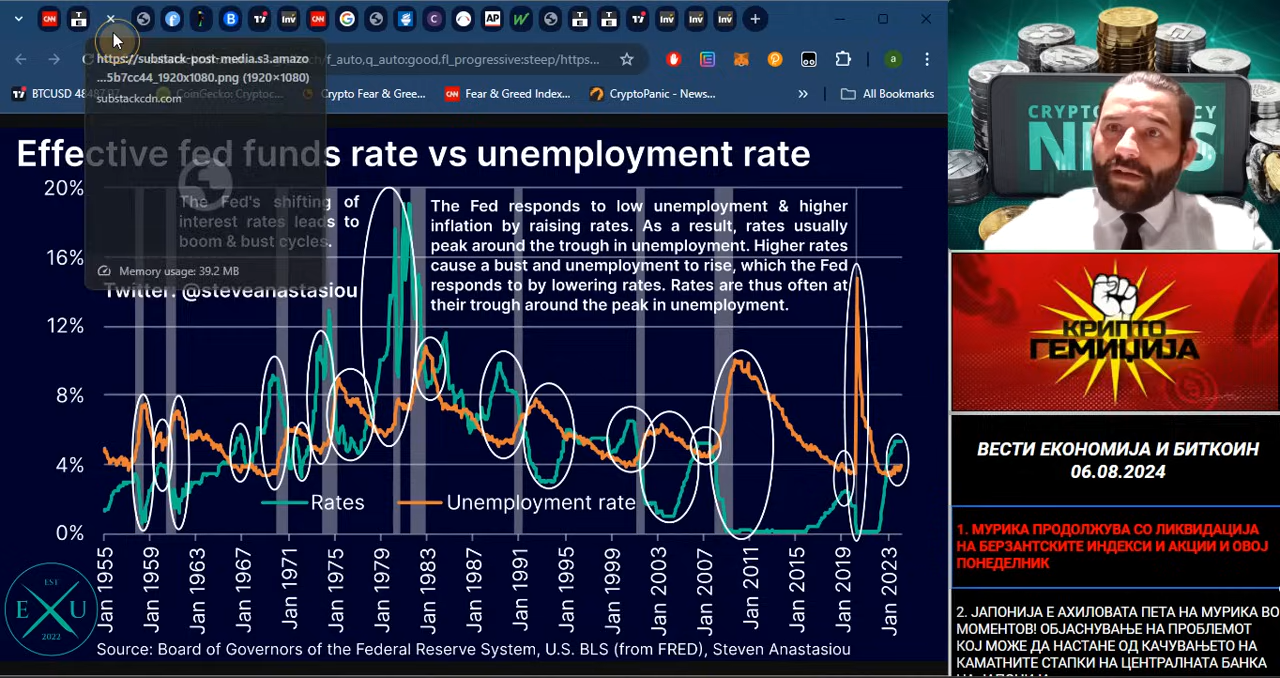 https://substack-post-media.s3.amazo
...5b7cc44_1920x1080.png (1920×1080)
substackcdn.com
Memory usage: 39.2 MB
/f_auto,q_auto:good.fl_progressive:steep/https...
BTCUSD
CoinGecko: Cryptoc...
Crypto Fear & Gree...
Fear & Greed Index...
CryptoPanic - News...
All Bookmarks
Effective fed funds rate vs unemployment rate
The Fed's shifting of
interest rates leads to
boom & bust cycles.
Twitter: @steveanastasiou
The Fed responds to low unemployment & higher
inflation by raising rates. As a result, rates usually
peak around the trough in unemployment. Higher rates
cause a bust and unemployment to rise, which the Fed
responds to by lowering rates. Rates are thus often at
their trough around the peak in unemployment.
20%
16%
12%
8%
4%
0%
Rates
Unemployment rate
Jan 1955
Jan 1959
Jan 1963
Jan 1967
Jan 1971
Jan 1975
Jan 1979
Jan 1983
Jan 1987
Jan 1991
Jan 1995
Jan 1999
Jan 2003
Jan 2007
Jan 2011
Jan 2015
Jan 2019
Jan 2023
EST
E X U
2022
Source: Board of Governors of the Federal Reserve System, U.S. BLS (from FRED), Steven Anastasiou
КРИПТО
ГЕМИЏИЈА
ВЕСТИ ЕКОНОМИЈА И БИТКОИН
06.08.2024
1. МУРИКА ПРОДОЛЖУВА СО ЛИКВИДАЦИЈА
НА БЕРЗАНТСКИТЕ ИНДЕКСИ И АКЦИИ И ОВОЈ
ПОНЕДЕЛНИК
2. ЈАПОНИЈА Е АХИЛОВАТА ПЕТА НА МУРИКА ВО
МОМЕНТОВ! ОБЈАСНУВАЊЕ НА ПРОБЛЕМОТ
КОЈ МОЖЕ ДА НАСТАНЕ ОД КАЧУВАЊЕТО НА
КАМАТНИТЕ СТАПКИ НА ЦЕНТРАЛНАТА БАНКА